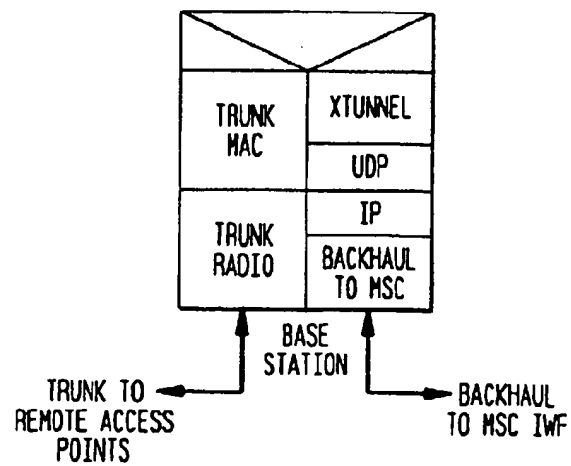 TRUNK
MAC
XTUNNEL
UDP
IP
TRUNK
RADIO
BACKHAUL
TO MSC
BASE
STATION
TRUNK TO
REMOTE ACCESS
POINTS
BACKHAUL
TO MSC IWF